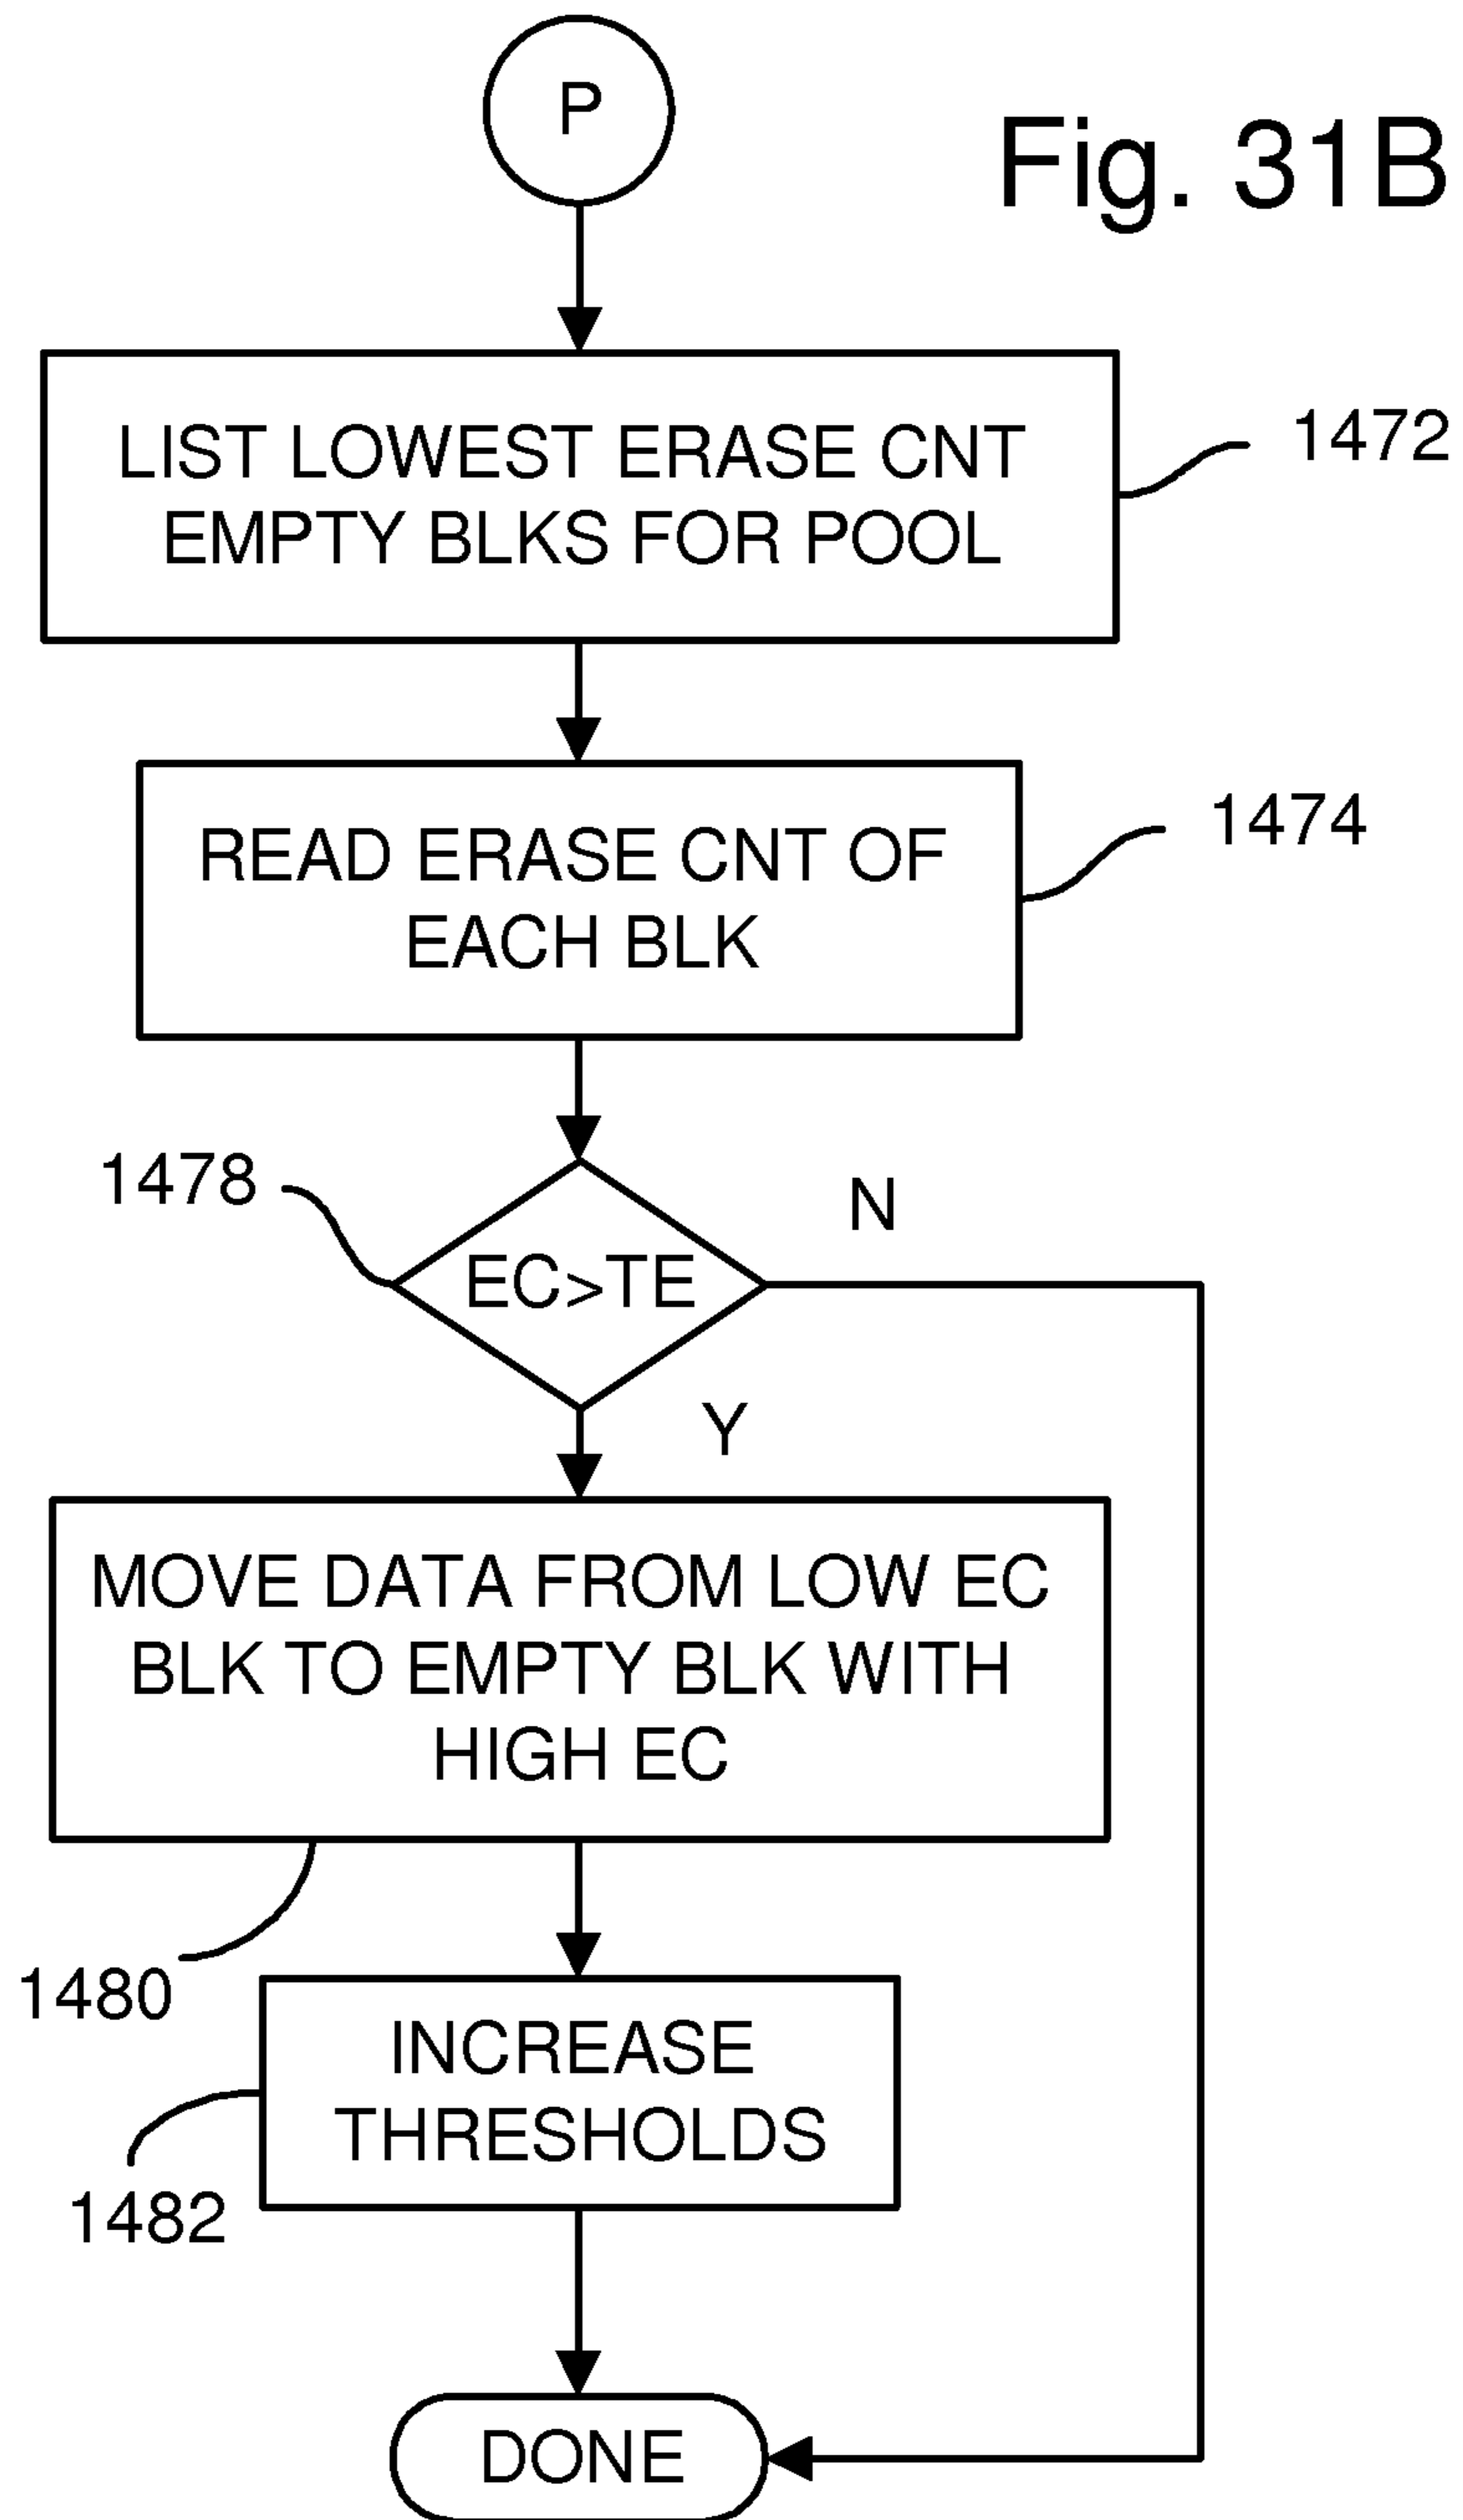 P
Fig. 31B
LIST LOWEST ERASE CNT
EMPTY BLKS FOR POOL
1472
READ ERASE CNT OF
EACH BLK
1474
1478
N
EC>TE
Y
MOVE DATA FROM LOW EC
BLK TO EMPTY BLK WITH
HIGH EC
1480
INCREASE
THRESHOLDS
1482
DONE